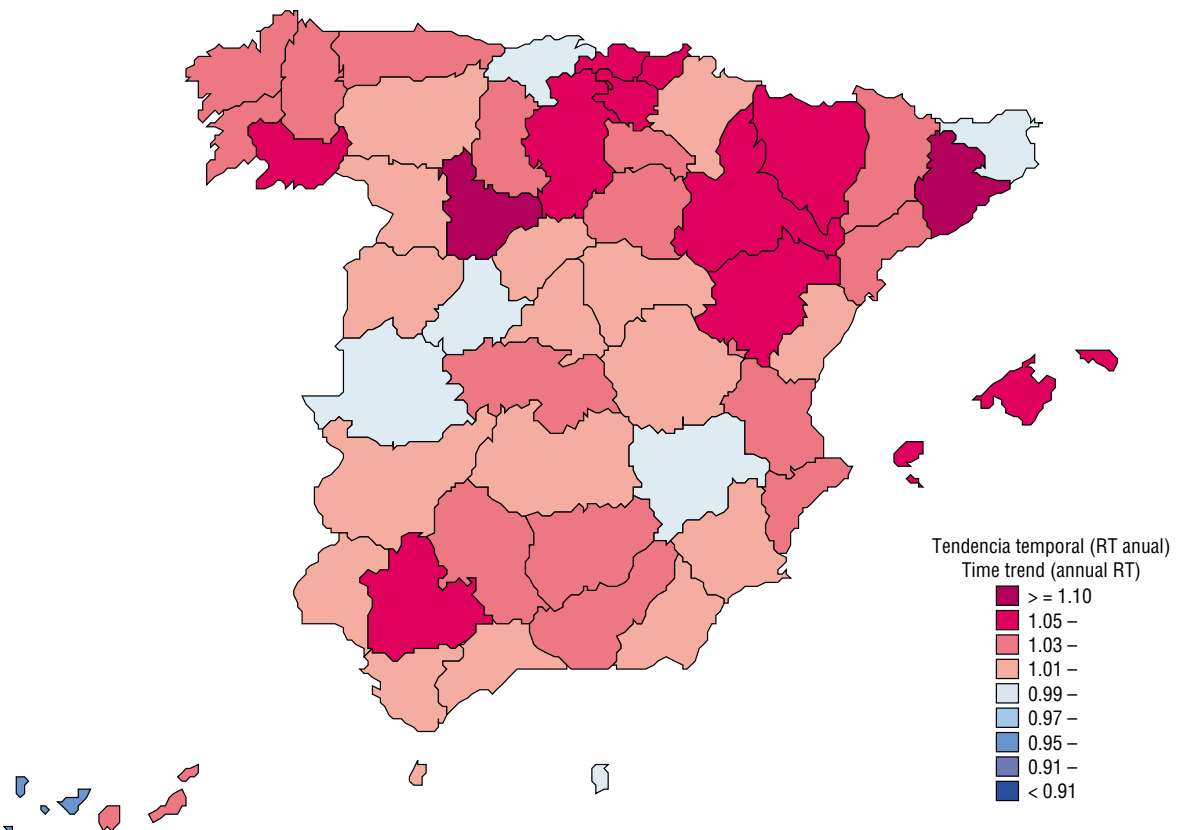 Tendencia temporal (RT anual)
Time trend (annual RT)
> = 1.10
1.05 –
1.03 –
1.01 –
0.99 –
0.97 –
0.95 –
0.91 –
< 0.91